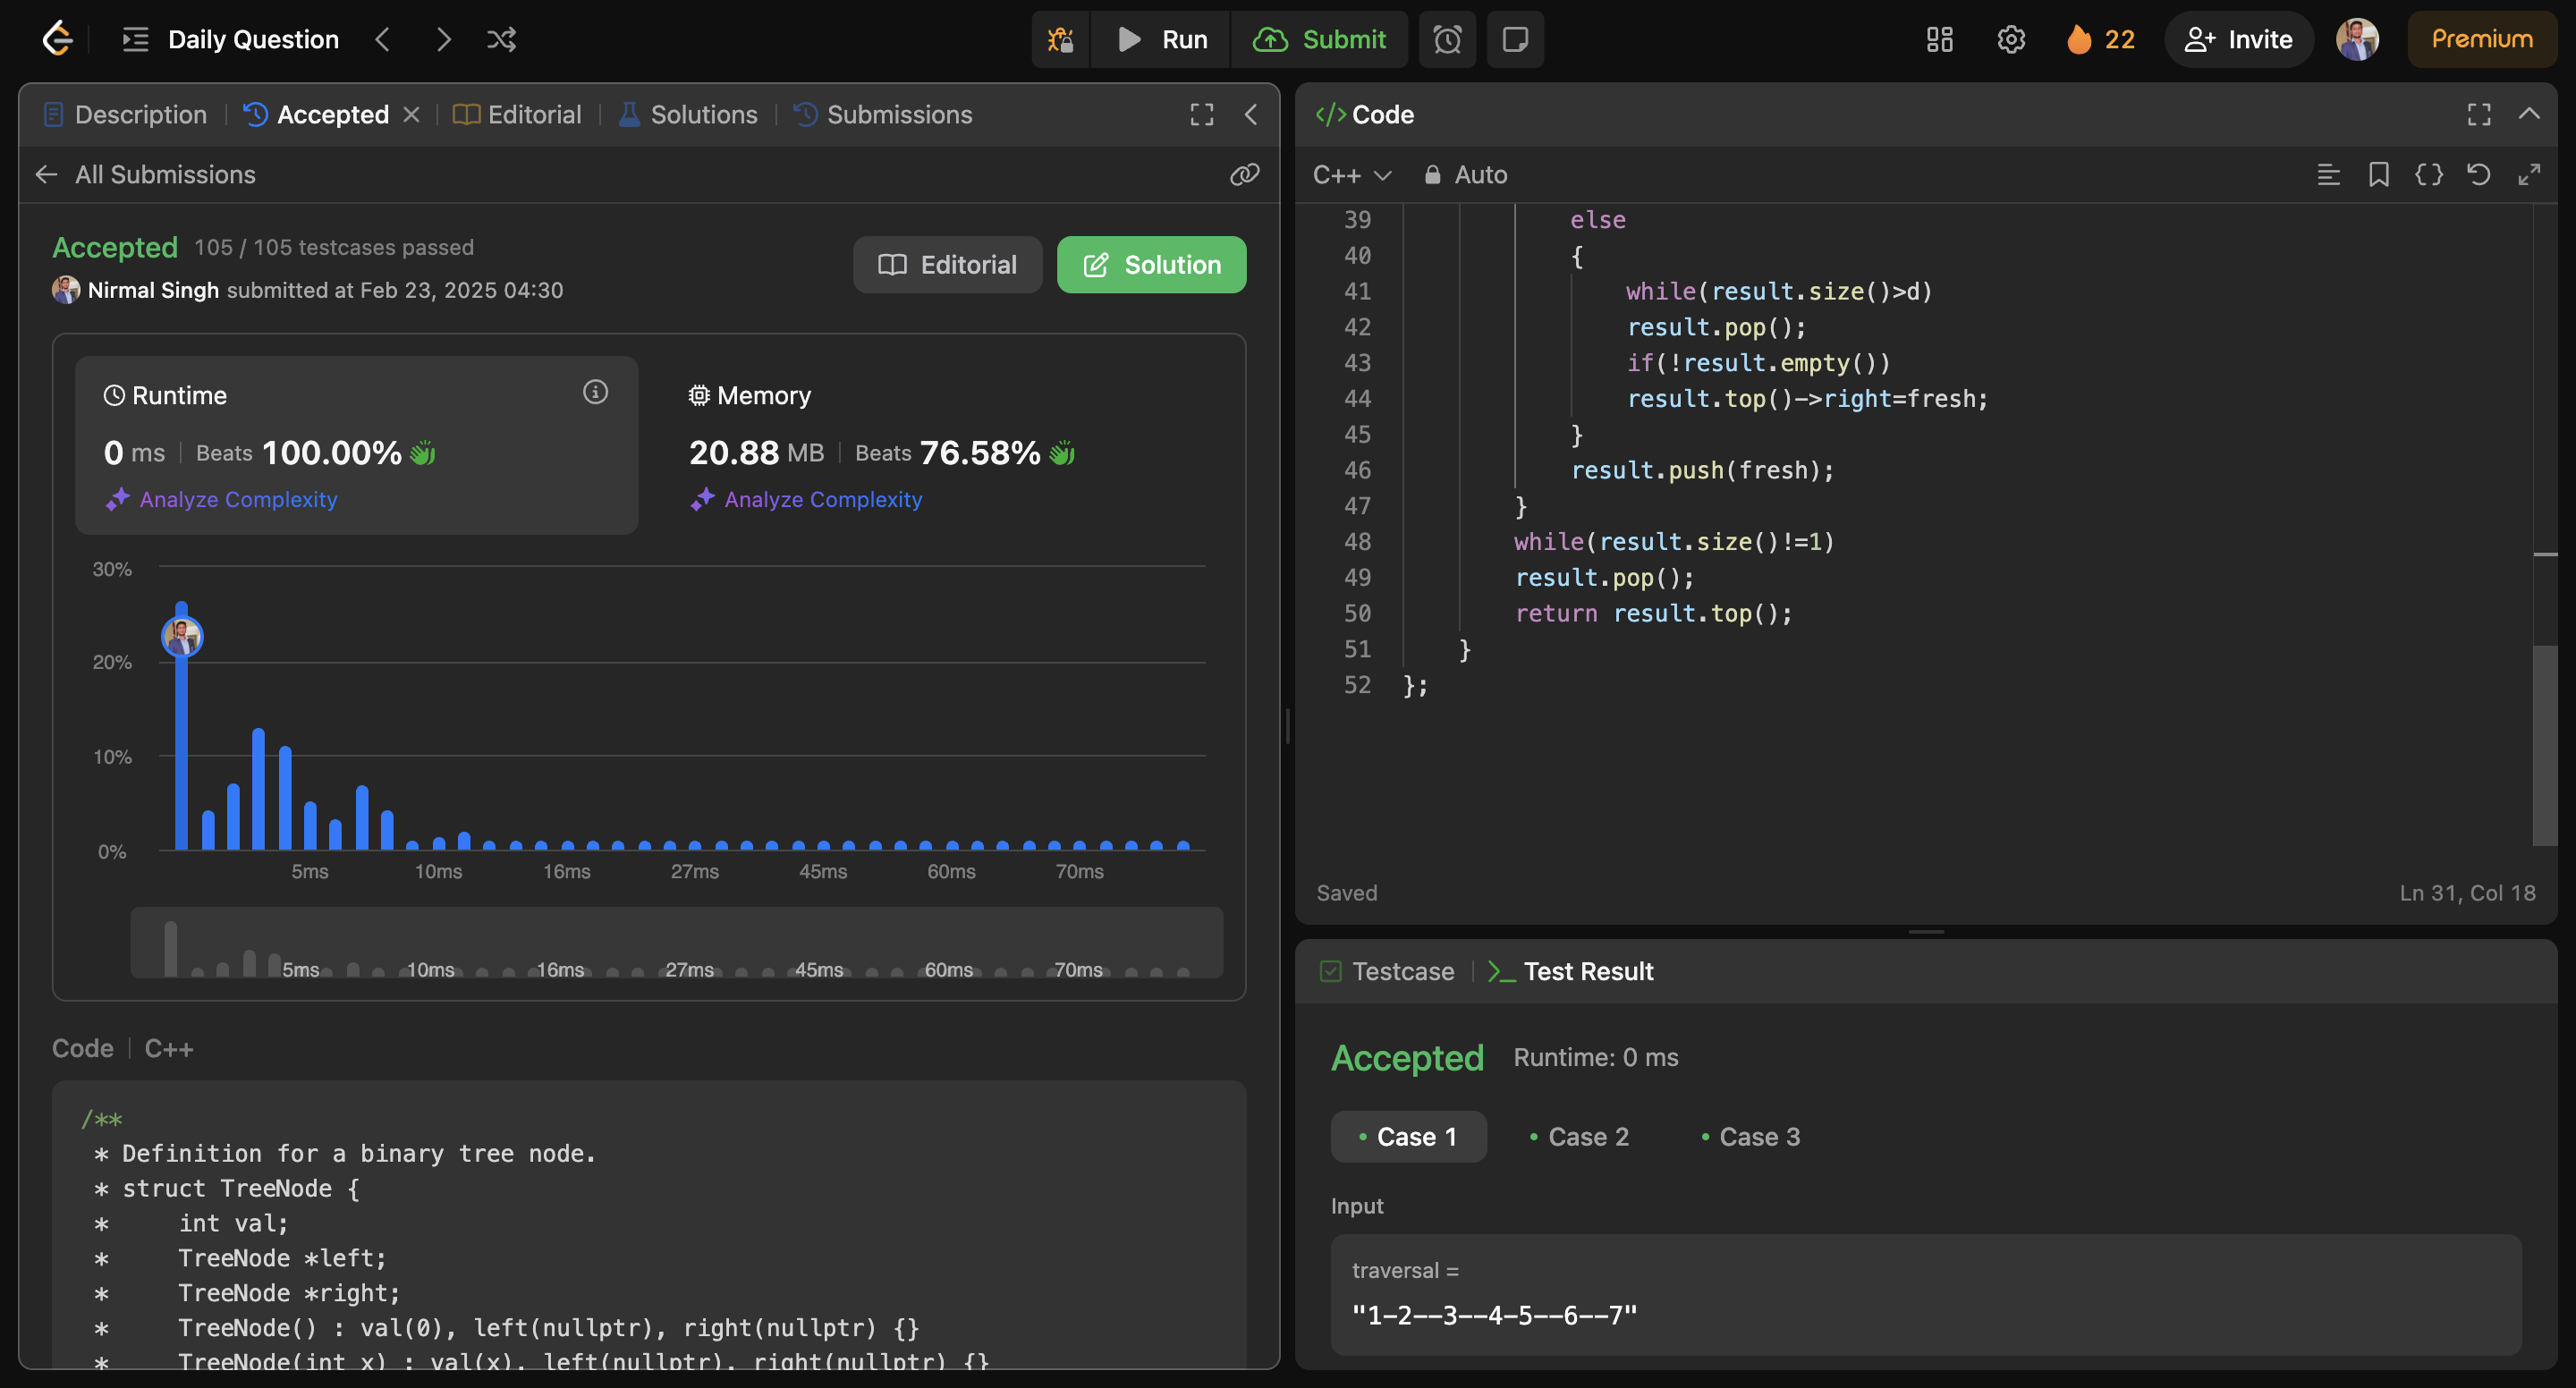 Daily Question
Run
Submit
22
Invite
Premium
Description
Accepted
Editorial
Solutions
Submissions
All Submissions
Accepted 105 / 105 testcases passed
Nirmal Singh submitted at Feb 23, 2025 04:30
Editorial
Solution
Runtime
0 ms | Beats 100.00%
Analyze Complexity
Memory
20.88 MB | Beats 76.58%
Analyze Complexity
30%
20%
10%
0%
5ms 10ms 16ms 27ms 45ms 60ms 70ms
5ms 10ms 16ms 27ms 45ms 60ms 70ms
Code | C++
/**
* Definition for a binary tree node.
* struct TreeNode {
*     int val;
*     TreeNode *left;
*     TreeNode *right;
*     TreeNode() : val(0), left(nullptr), right(nullptr) {}
*     TreeNode(int x) : val(x), left(nullptr), right(nullptr) {}
</> Code
C++
Auto
39 else
40 {
41 while(result.size()>d)
42 result.pop();
43 if(!result.empty())
44 result.top()->right=fresh;
45 }
46 result.push(fresh);
47 }
48 while(result.size()!=1)
49 result.pop();
50 return result.top();
51 }
52 };
Saved
Ln 31, Col 18
Testcase
Test Result
Accepted Runtime: 0 ms
Case 1
Case 2
Case 3
Input
traversal =
"1-2--3--4-5--6--7"